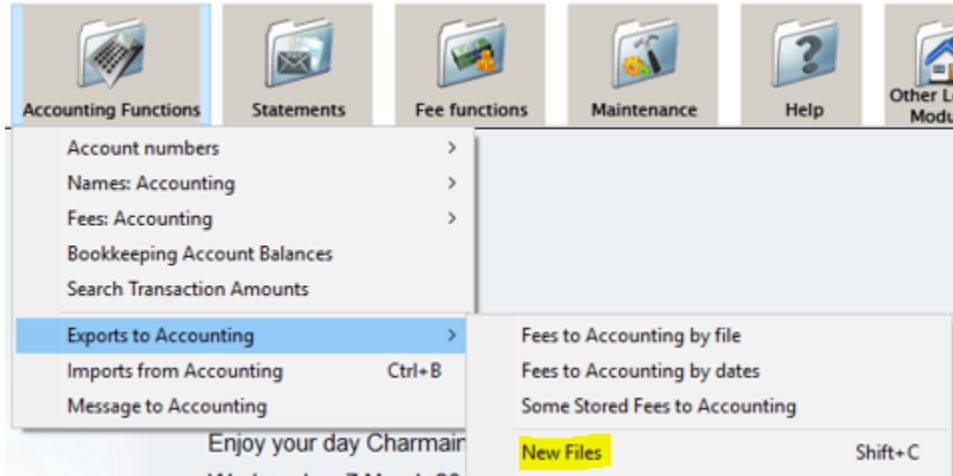 Accounting Functions
Statements
Fee functions
Maintenance
Help
Other
Account numbers >
Names: Accounting >
Fees: Accounting >
Bookkeeping Account Balances
Search Transaction Amounts
Exports to Accounting >
Imports from Accounting Ctrl+B
Message to Accounting
Fees to Accounting by file
Fees to Accounting by dates
Some Stored Fees to Accounting
New Files Shift+C
Enjoy your day